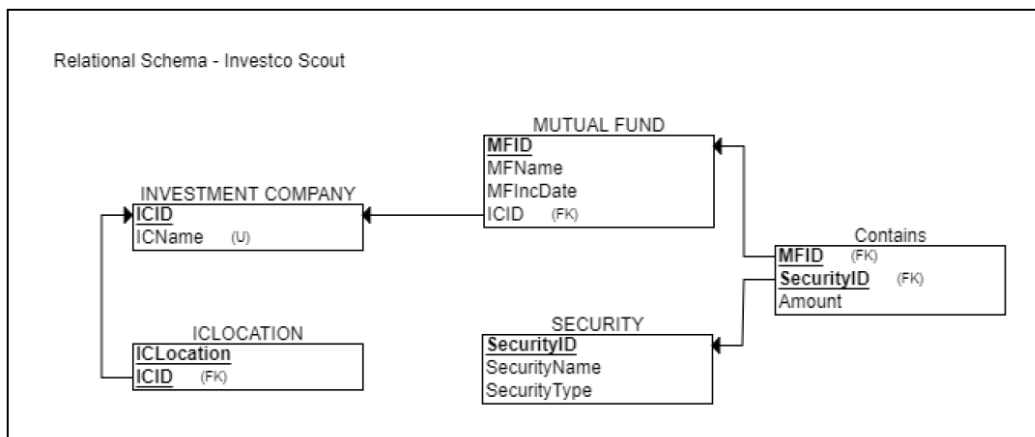 Relational Schema - Investco Scout
INVESTMENT COMPANY
ICID
ICName (U)
ICLOCATION
ICLocation
ICID (FK)
MUTUAL FUND
MFID
MFName
MFIncDate
ICID (FK)
SECURITY
SecurityID
SecurityName
SecurityType
Contains
MFID (FK)
SecurityID (FK)
Amount